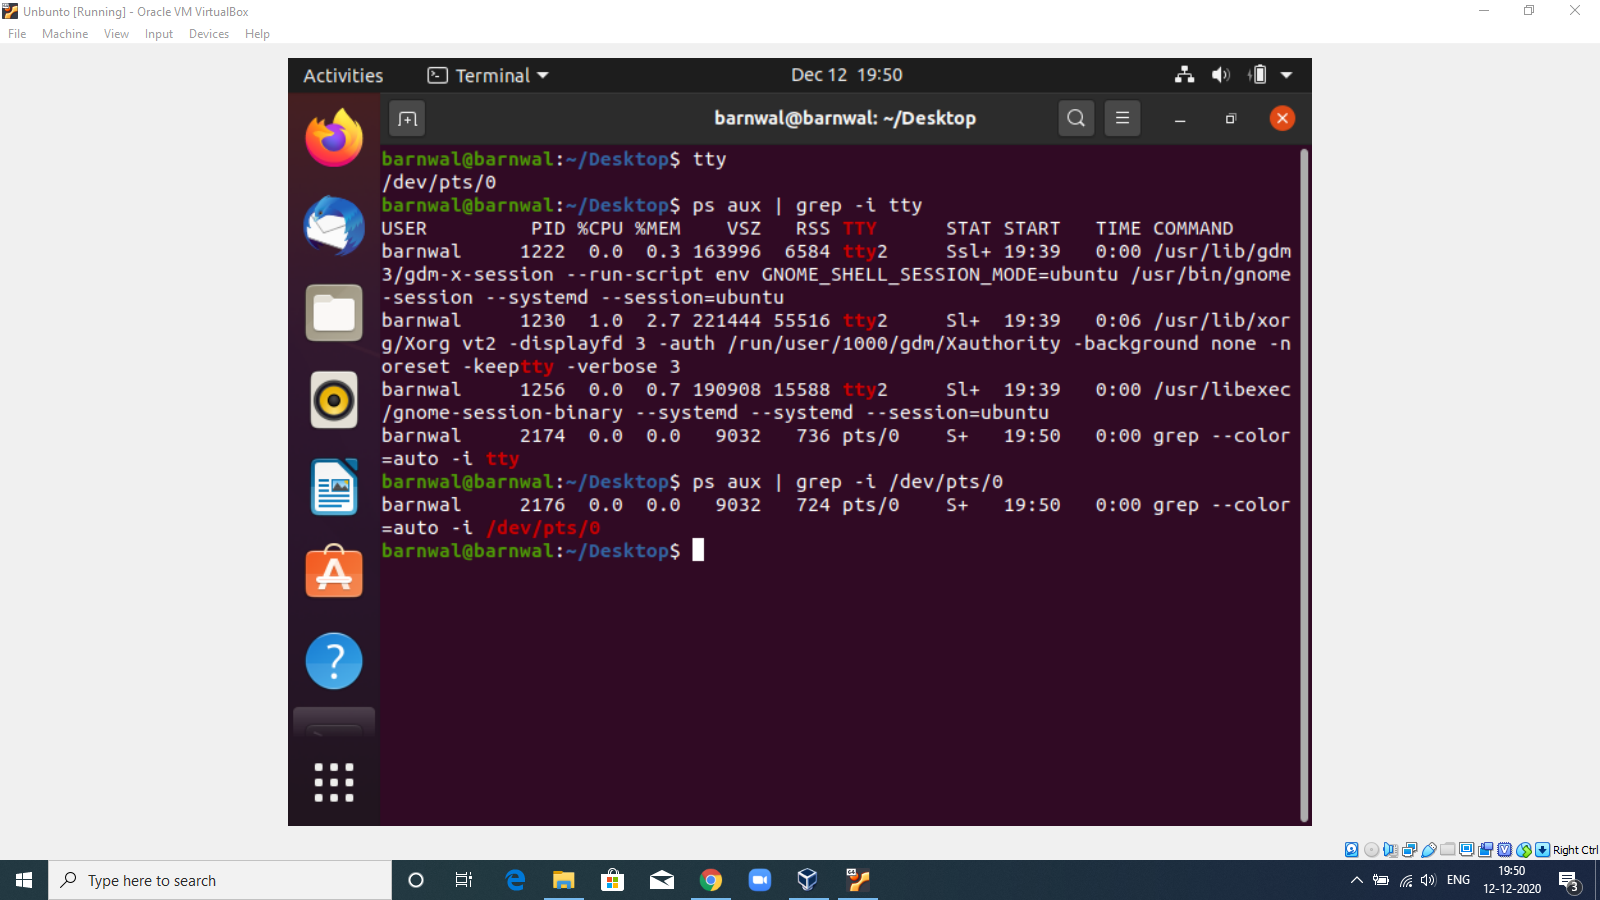 Unbunto [Running] - Oracle VM VirtualBox
File Machine View Input Devices Help
Activities Terminal Dec 12 19:50
barnwal@barnwal: ~/Desktop
barnwal@barnwal:~/Desktop$ tty
/dev/pts/0
barnwal@barnwal:~/Desktop$ ps aux | grep -i tty
USER PID %CPU %MEM VSZ RSS TTY STAT START TIME COMMAND
barnwal 1222 0.0 0.3 163996 6584 tty2 Ssl+ 19:39 0:00 /usr/lib/gdm
3/gdm-x-session --run-script env GNOME_SHELL_SESSION_MODE=ubuntu /usr/bin/gnome
-session --systemd --session=ubuntu
barnwal 1230 1.0 2.7 221444 55516 tty2 Sl+ 19:39 0:06 /usr/lib/xor
g/Xorg vt2 -displayfd 3 -auth /run/user/1000/gdm/Xauthority -background none -n
oreset -keeptty -verbose 3
barnwal 1256 0.0 0.7 190908 15588 tty2 Sl+ 19:39 0:00 /usr/libexec
/gnome-session-binary --systemd --systemd --session=ubuntu
barnwal 2174 0.0 0.0 9032 736 pts/0 S+ 19:50 0:00 grep --color
=auto -i tty
barnwal@barnwal:~/Desktop$ ps aux | grep -i /dev/pts/0
barnwal 2176 0.0 0.0 9032 724 pts/0 S+ 19:50 0:00 grep --color
=auto -i /dev/pts/0
barnwal@barnwal:~/Desktop$
Right Ctrl
Type here to search
ENG
19:50
12-12-2020
3